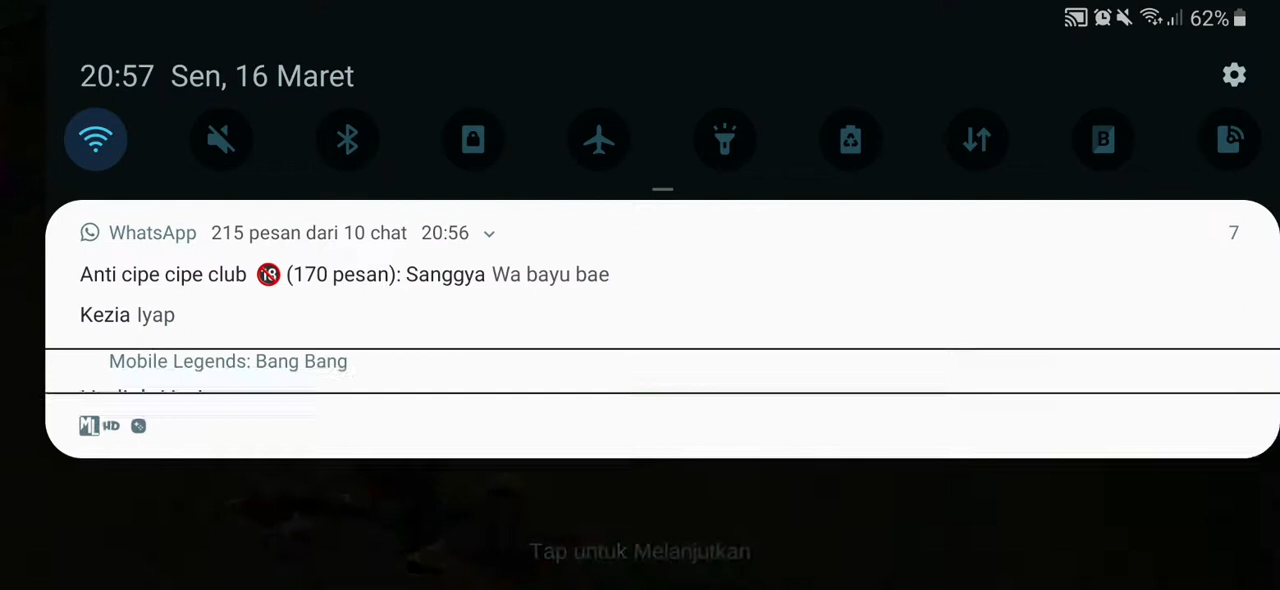 62%
20:57 Sen, 16 Maret
B
WhatsApp 215 pesan dari 10 chat 20:56 7
Anti cipe cipe club 🔞 (170 pesan): Sanggya Wa bayu bae
Kezia Iyap
Mobile Legends: Bang Bang
ML HD
Tap untuk Melanjutkan